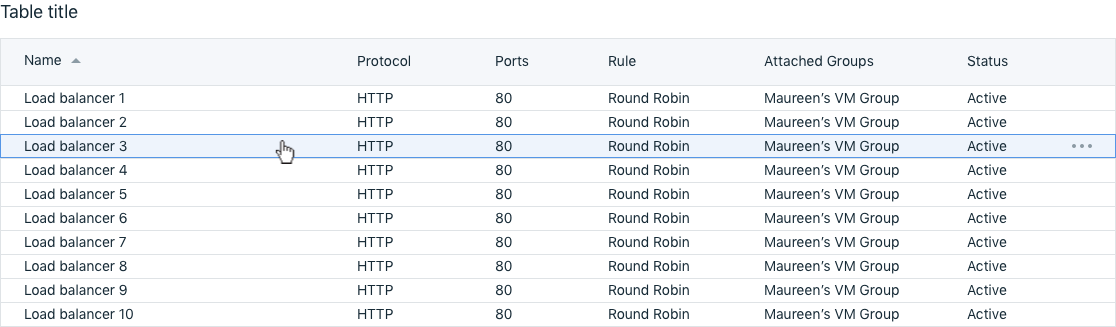 Table title
Name Protocol Ports Rule Attached Groups Status
Load balancer 1 HTTP 80 Round Robin Maureen's VM Group Active
Load balancer 2 HTTP 80 Round Robin Maureen's VM Group Active
Load balancer 3 HTTP 80 Round Robin Maureen's VM Group Active
Load balancer 4 HTTP 80 Round Robin Maureen's VM Group Active
Load balancer 5 HTTP 80 Round Robin Maureen's VM Group Active
Load balancer 6 HTTP 80 Round Robin Maureen's VM Group Active
Load balancer 7 HTTP 80 Round Robin Maureen's VM Group Active
Load balancer 8 HTTP 80 Round Robin Maureen's VM Group Active
Load balancer 9 HTTP 80 Round Robin Maureen's VM Group Active
Load balancer 10 HTTP 80 Round Robin Maureen's VM Group Active